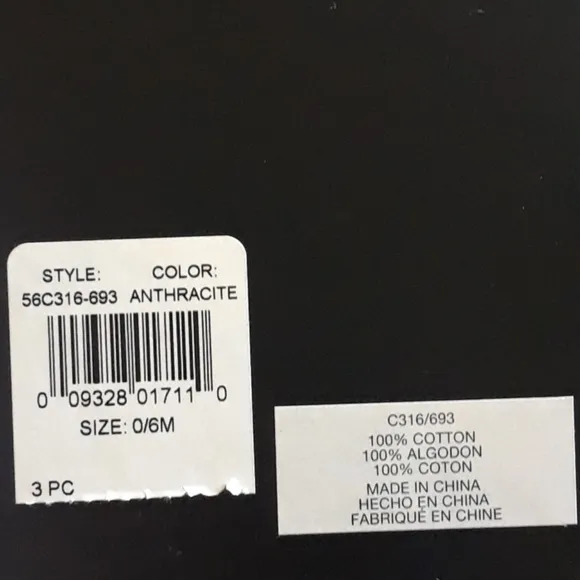 STYLE: COLOR:
56C316-693 ANTHRACITE
0 09328 01711 0
SIZE: 0/6M
3 PC
C316/693
100% COTTON
100% ALGODON
100% COTON
MADE IN CHINA
HECHO EN CHINA
FABRIQUÉ EN CHINE